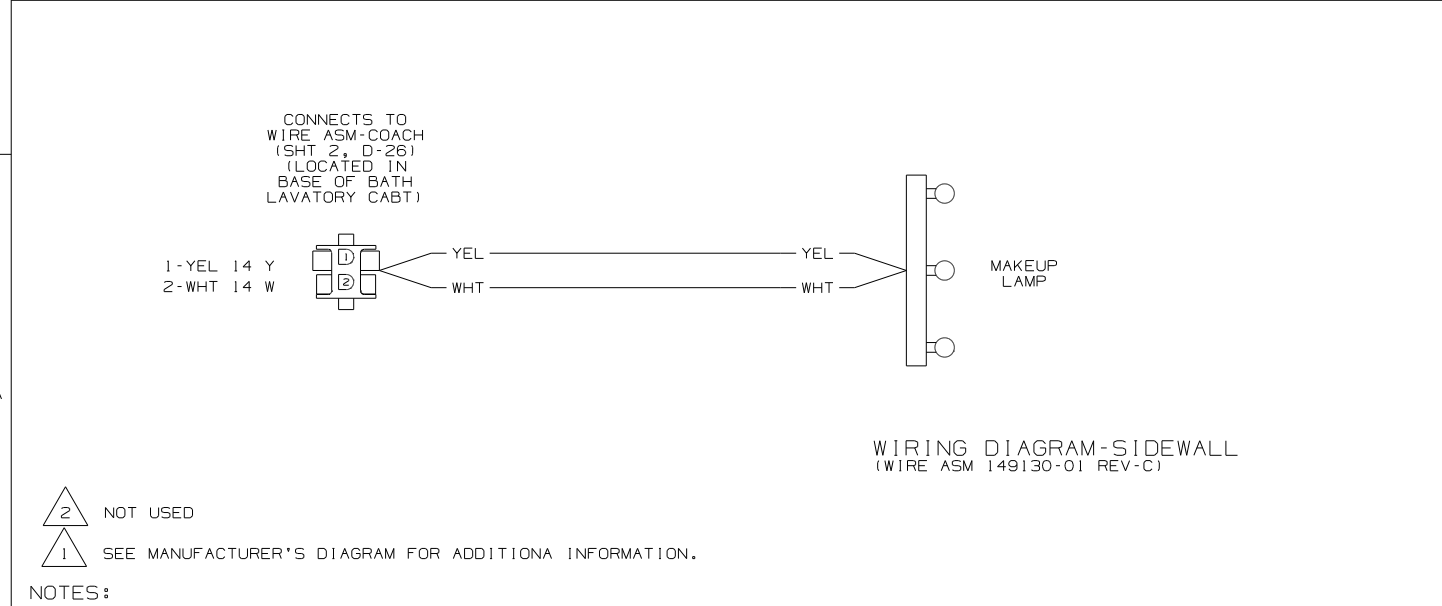 CONNECTS TO
WIRE ASM-COACH
(SHT 2, D-26)
(LOCATED IN
BASE OF BATH
LAVATORY CABT)
1-YEL 14 Y
2-WHT 14 W
1
2
YEL
YEL
WHT
WHT
MAKEUP
LAMP
WIRING DIAGRAM-SIDEWALL
(WIRE ASM 149130-01 REV-C)
2 NOT USED
1 SEE MANUFACTURER'S DIAGRAM FOR ADDITIONA INFORMATION.
NOTES: